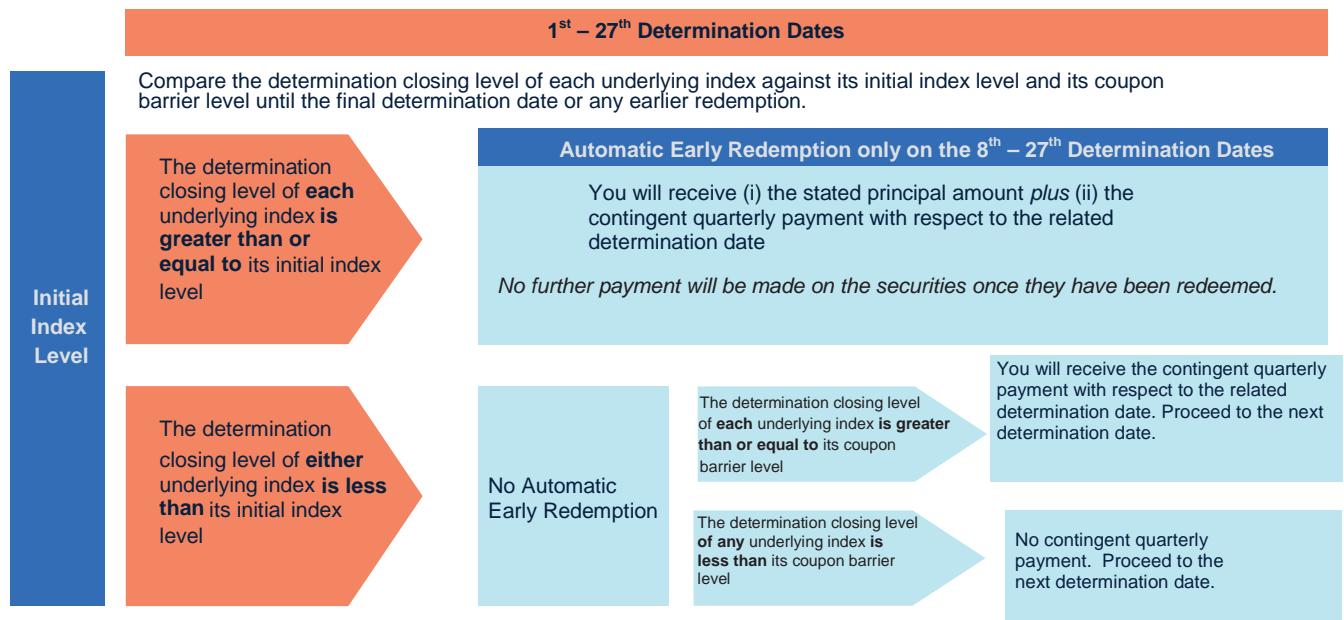 1st – 27th Determination Dates
Compare the determination closing level of each underlying index against its initial index level and its coupon
barrier level until the final determination date or any earlier redemption.
Initial
Index
Level
The determination
closing level of each
underlying index is
greater than or
equal to its initial index
level
Automatic Early Redemption only on the 8th – 27th Determination Dates
You will receive (i) the stated principal amount plus (ii) the
contingent quarterly payment with respect to the related
determination date
No further payment will be made on the securities once they have been redeemed.
The determination
closing level of either
underlying index is less
than its initial index
level
No Automatic
Early Redemption
The determination closing level
of each underlying index is greater
than or equal to its coupon
barrier level
You will receive the contingent quarterly
payment with respect to the related
determination date. Proceed to the next
determination date.
The determination closing level
of any underlying index is
less than its coupon barrier
level
No contingent quarterly
payment.  Proceed to the
next determination date.